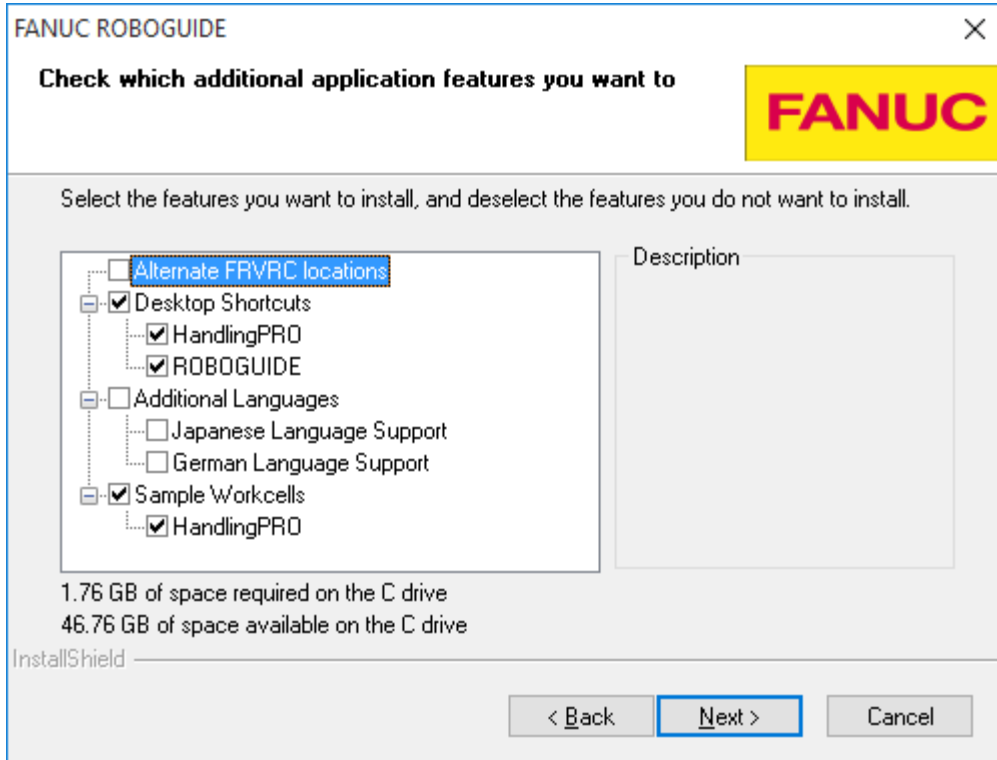 FANUC ROBOGUIDE
Check which additional application features you want to
FANUC
Select the features you want to install, and deselect the features you do not want to install.
Alternate FRVRC locations
Desktop Shortcuts
HandlingPRO
ROBOGUIDE
Additional Languages
Japanese Language Support
German Language Support
Sample Workcells
HandlingPRO
Description
1.76 GB of space required on the C drive
46.76 GB of space available on the C drive
InstallShield
< Back Next > Cancel